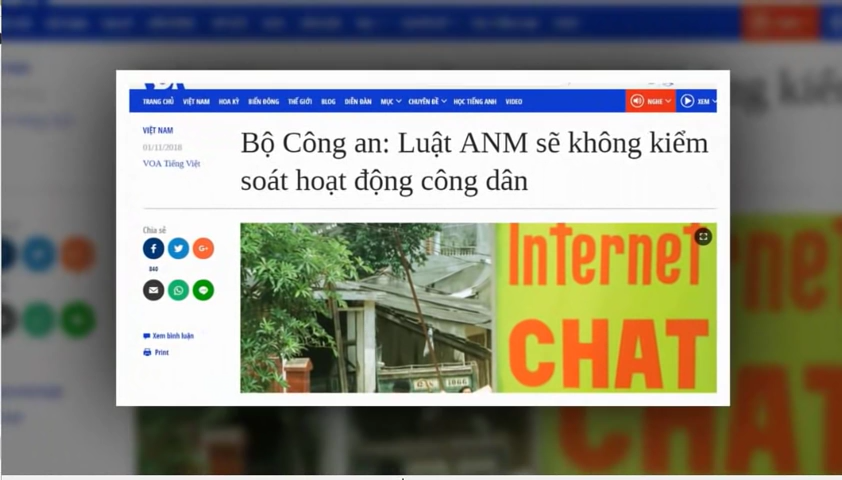 TRANG CHỦ VIỆT NAM HOA KỲ BIỂN ĐÔNG THẾ GIỚI BLOG DIỄN ĐÀN MỤC CHUYÊN ĐỀ HỌC TIẾNG ANH VIDEO NGHE XEM
VIỆT NAM
01/11/2018
VOA Tiếng Việt
Bộ Công an: Luật ANM sẽ không kiểm
soát hoạt động công dân
Chia sẻ
840
Xem bình luận
Print
Internet
CHAT